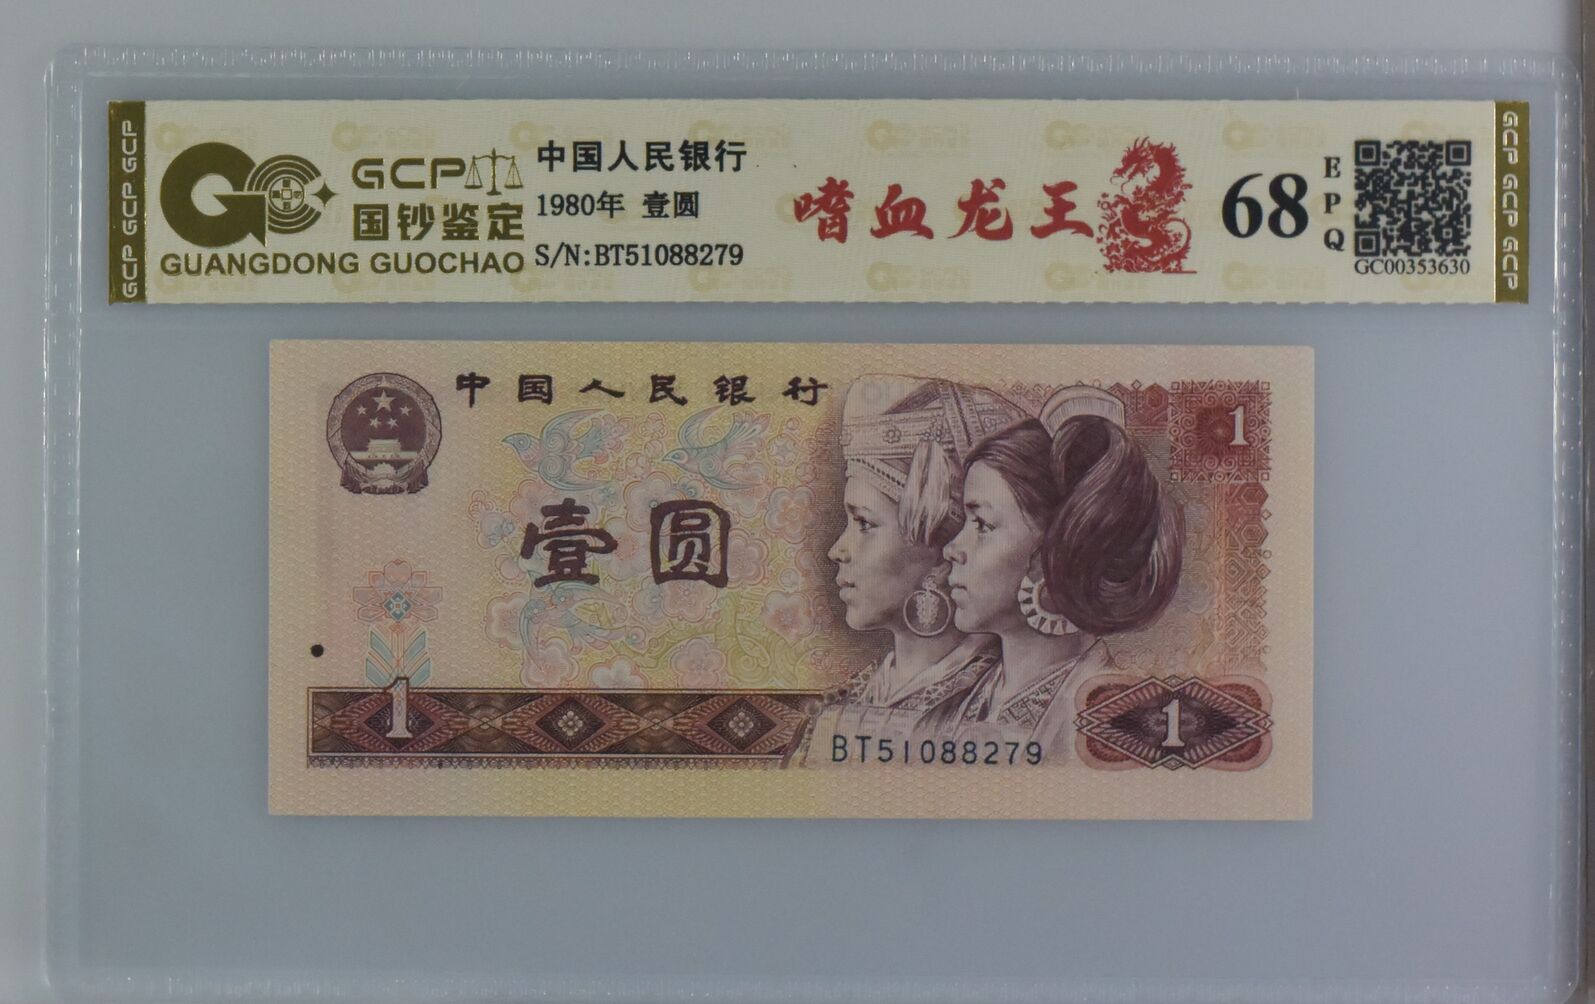 GCP GCP GCP
GCP
国钞鉴定
GUANGDONG GUOCHAO
中国人民银行
1980年 壹圆
S/N:BT51088279
嗜血龙王
68
EPQ
GC00353630
GCP GCP GCP
中国人民银行
1
壹圆
1
BT51088279
1